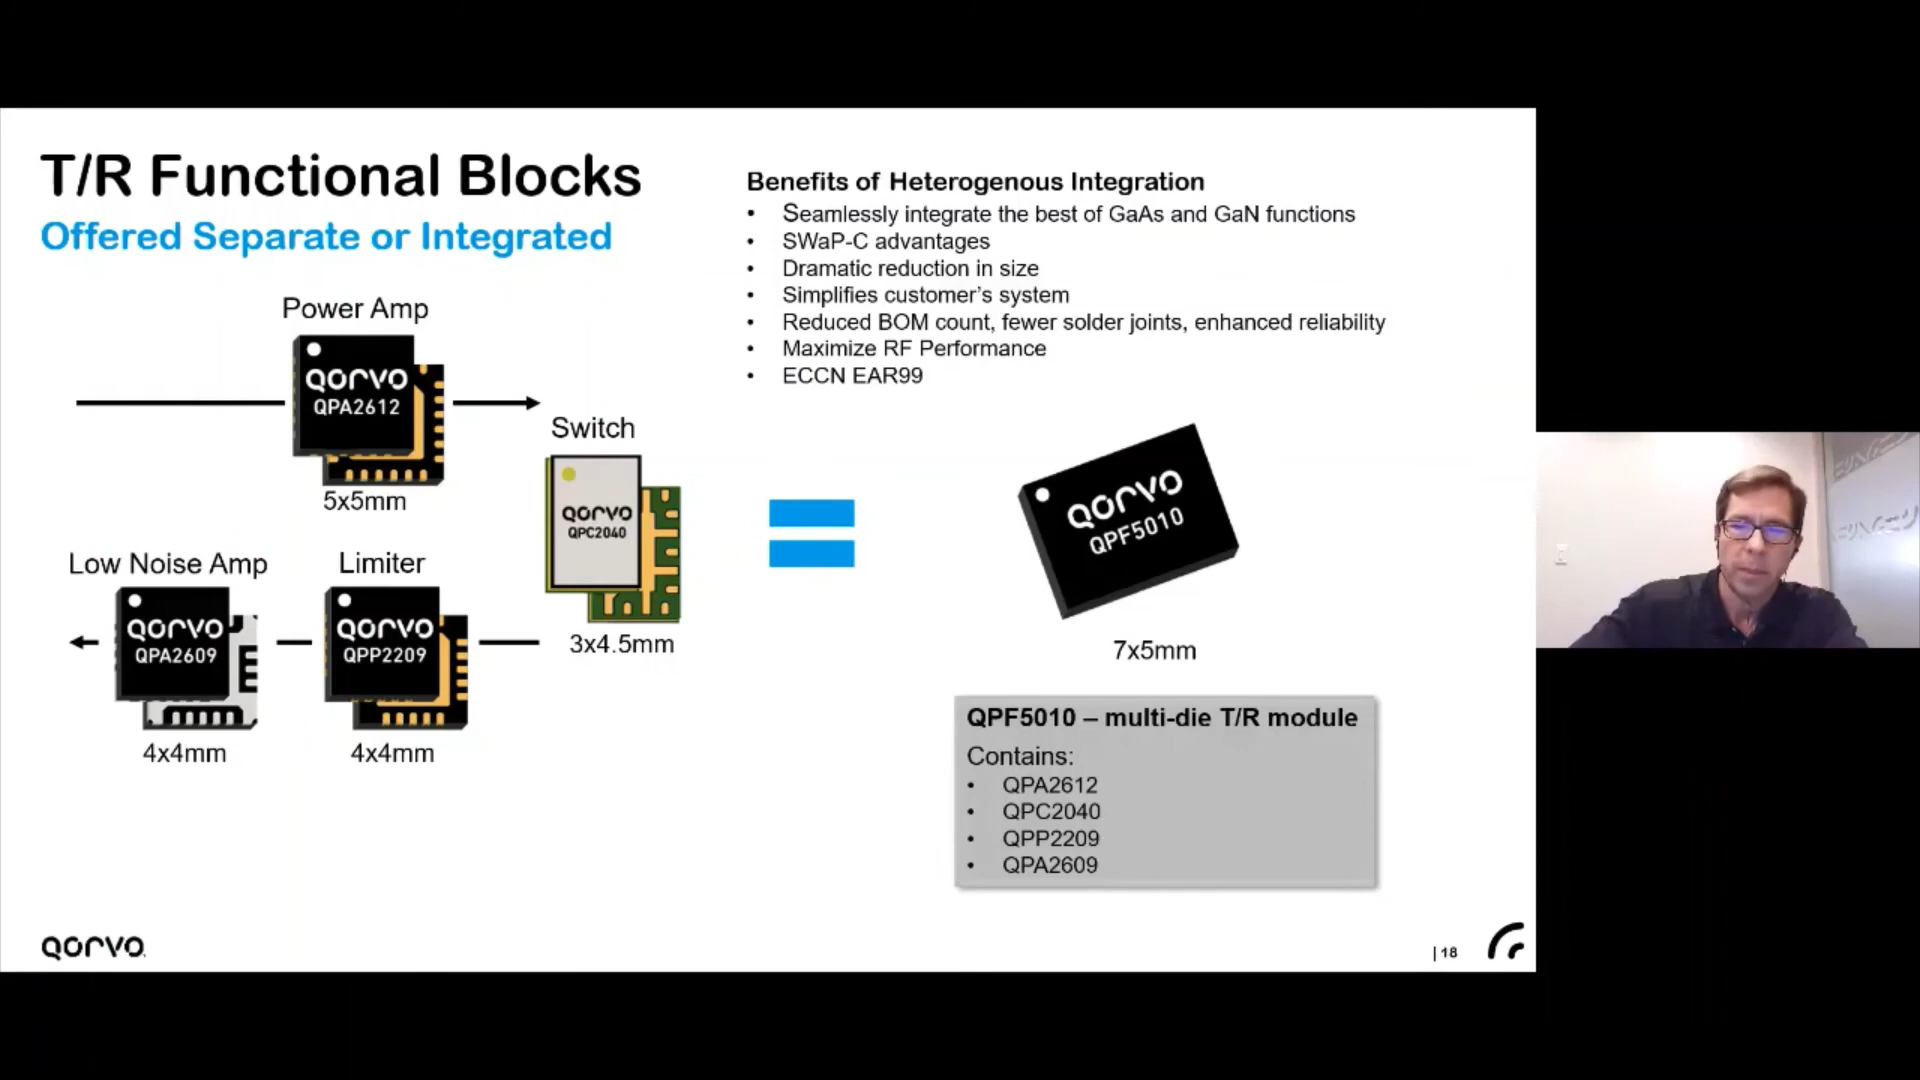 T/R Functional Blocks
Offered Separate or Integrated
Power Amp
QORVO
QPA2612
5x5mm
Switch
QORVO
QPC2040
3x4.5mm
Low Noise Amp
QORVO
QPA2609
4x4mm
Limiter
QORVO
QPP2209
4x4mm
Benefits of Heterogenous Integration
• Seamlessly integrate the best of GaAs and GaN functions
• SWaP-C advantages
• Dramatic reduction in size
• Simplifies customer’s system
• Reduced BOM count, fewer solder joints, enhanced reliability
• Maximize RF Performance
• ECCN EAR99
QORVO
QPF5010
7x5mm
QPF5010 – multi-die T/R module
Contains:
• QPA2612
• QPC2040
• QPP2209
• QPA2609
QORVO
| 18